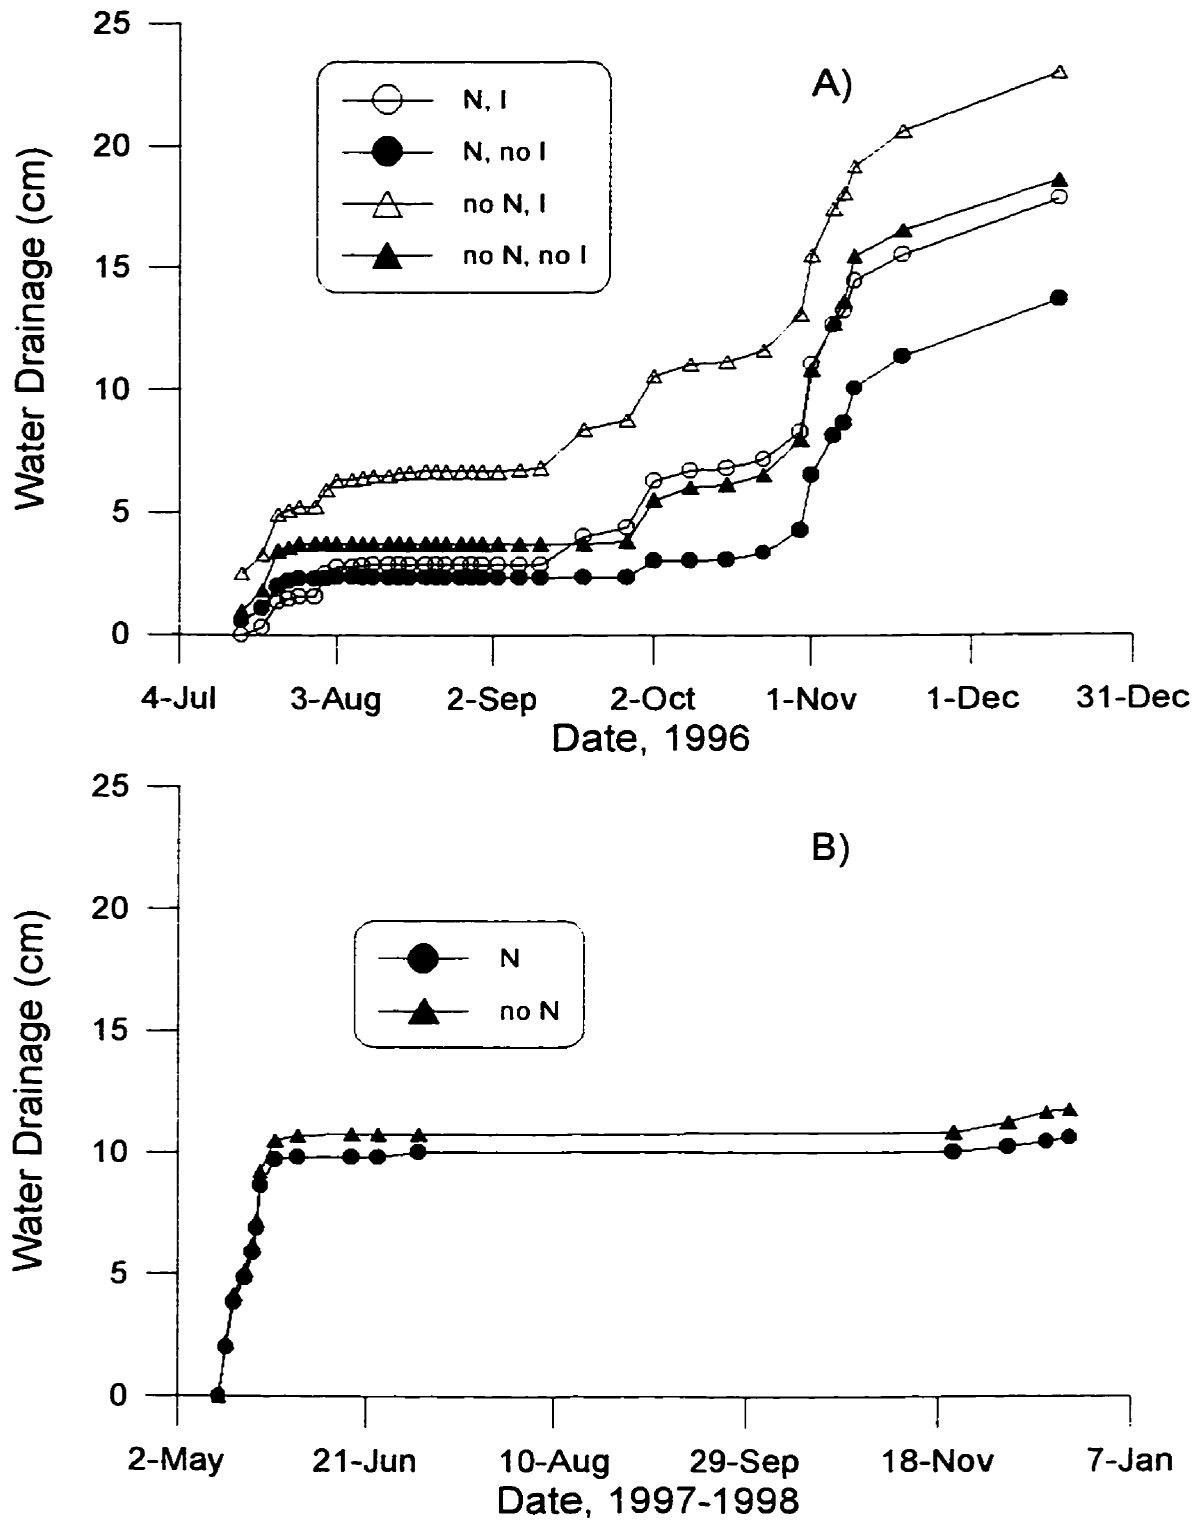 25
20
15
10
5
0
Water Drainage (cm)
A)
N, I
N, no I
no N, I
no N, no I
4-Jul 3-Aug 2-Sep 2-Oct 1-Nov 1-Dec 31-Dec
Date, 1996
25
20
15
10
5
0
Water Drainage (cm)
B)
N
no N
2-May 21-Jun 10-Aug 29-Sep 18-Nov 7-Jan
Date, 1997-1998